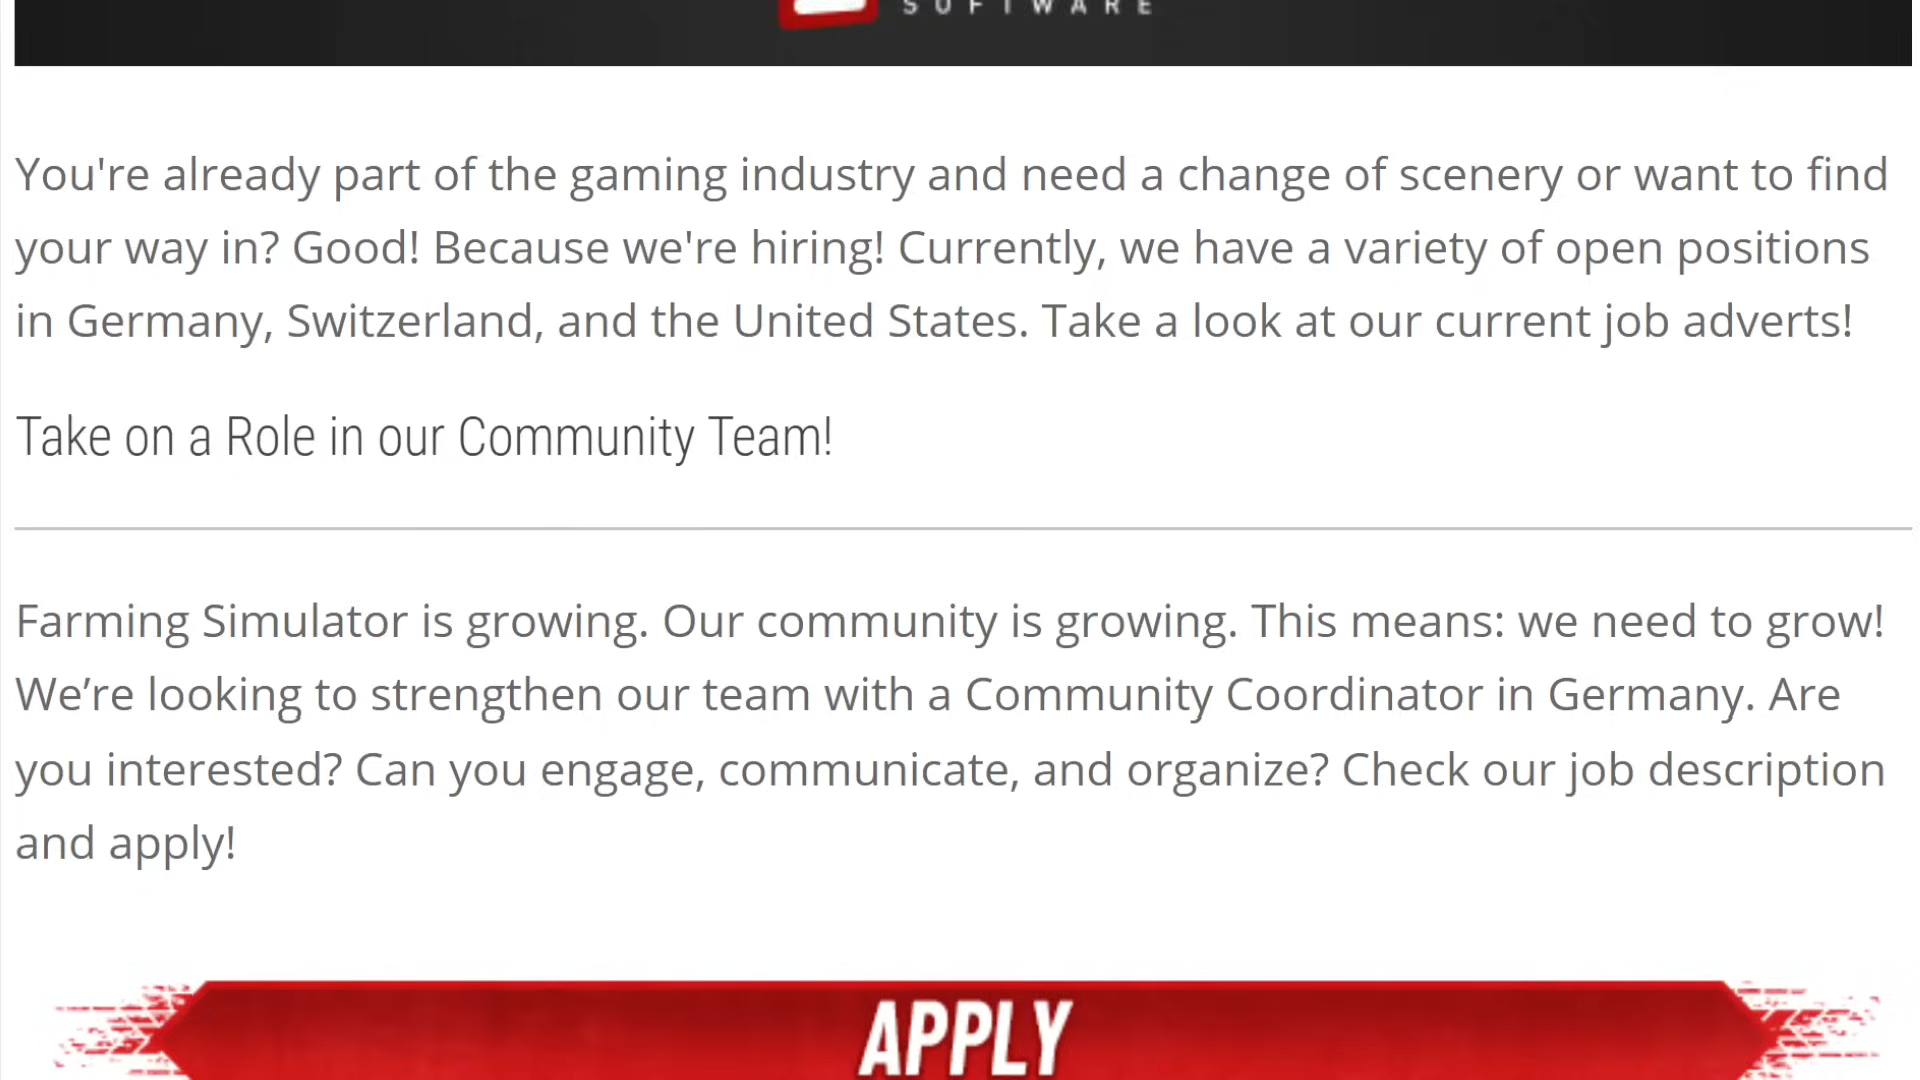 SOFTWARE
You're already part of the gaming industry and need a change of scenery or want to find
your way in? Good! Because we're hiring! Currently, we have a variety of open positions
in Germany, Switzerland, and the United States. Take a look at our current job adverts!
Take on a Role in our Community Team!
Farming Simulator is growing. Our community is growing. This means: we need to grow!
We’re looking to strengthen our team with a Community Coordinator in Germany. Are
you interested? Can you engage, communicate, and organize? Check our job description
and apply!
APPLY